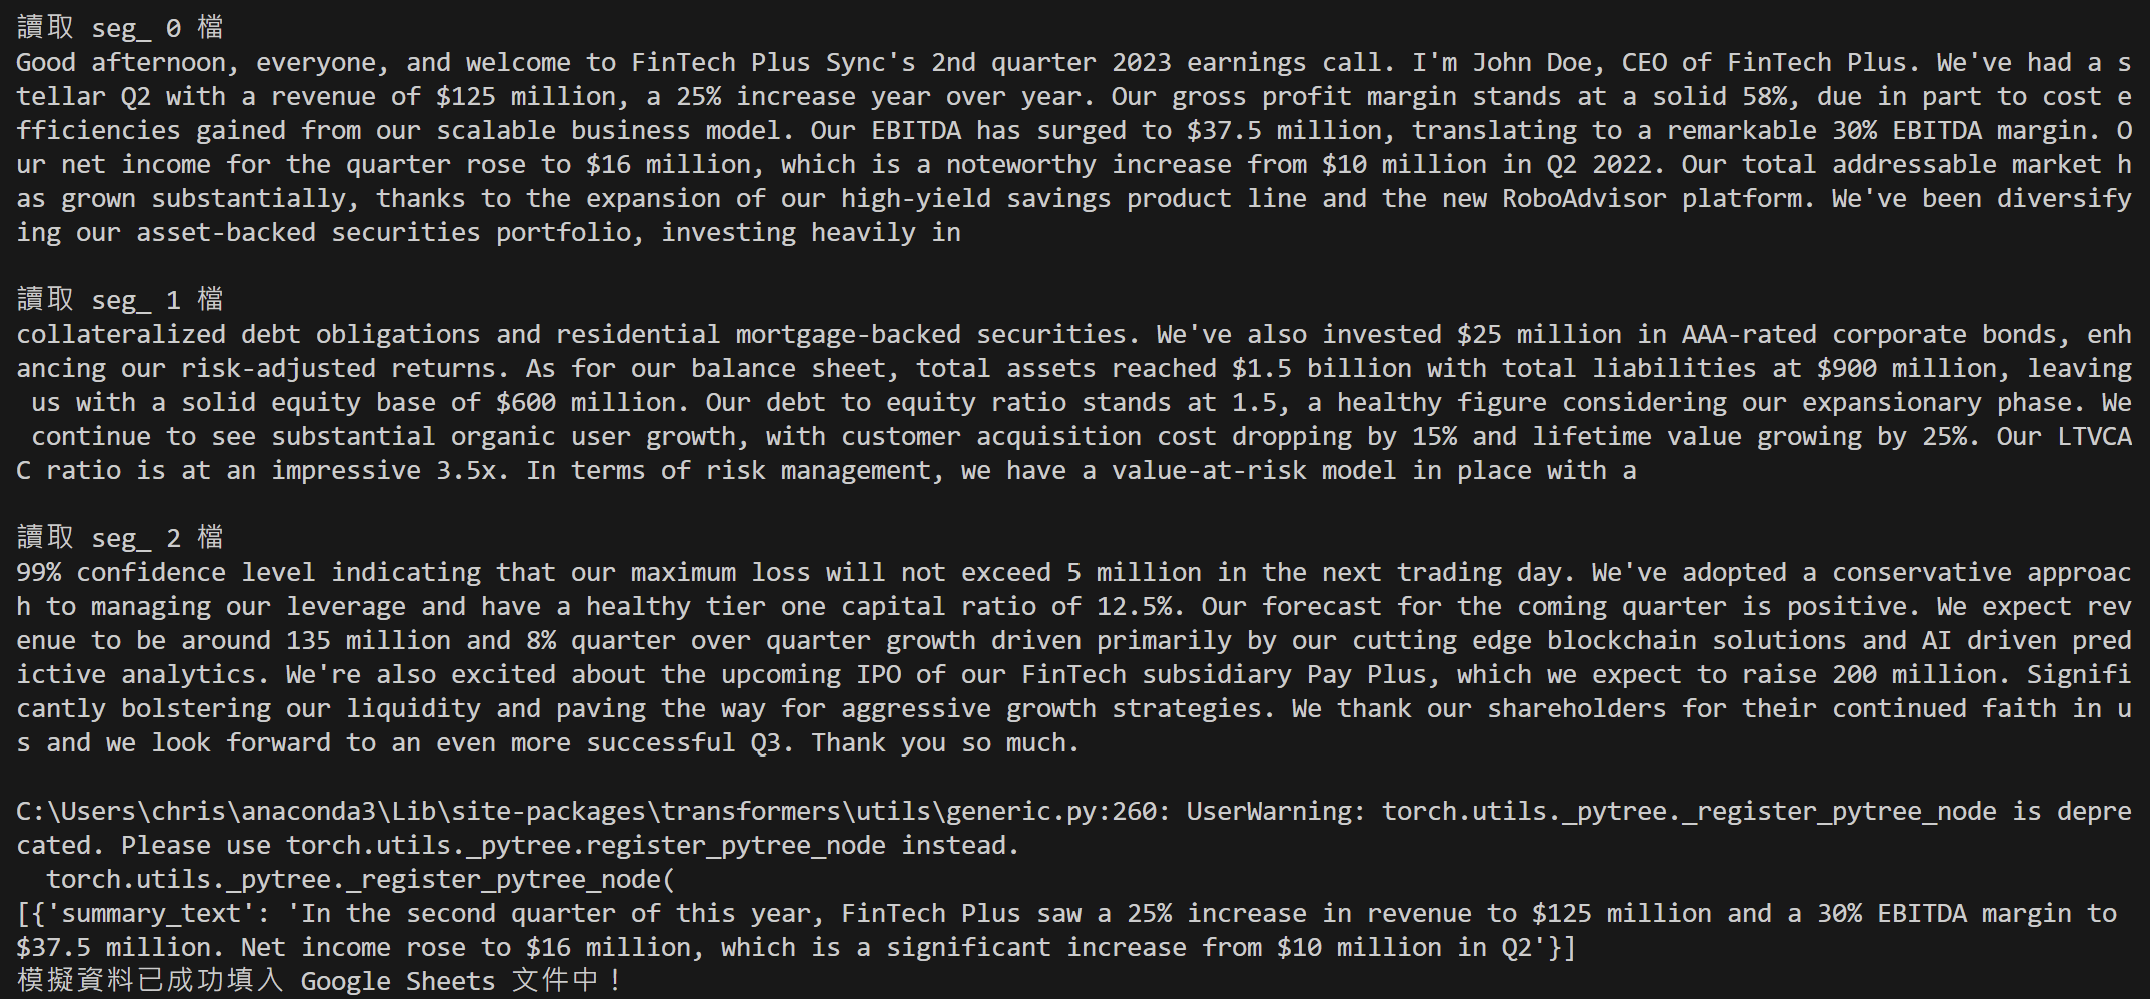 讀取 seg_ 0 檔
Good afternoon, everyone, and welcome to FinTech Plus Sync's 2nd quarter 2023 earnings call. I'm John Doe, CEO of FinTech Plus. We've had a s
tellar Q2 with a revenue of $125 million, a 25% increase year over year. Our gross profit margin stands at a solid 58%, due in part to cost e
fficiencies gained from our scalable business model. Our EBITDA has surged to $37.5 million, translating to a remarkable 30% EBITDA margin. O
ur net income for the quarter rose to $16 million, which is a noteworthy increase from $10 million in Q2 2022. Our total addressable market h
as grown substantially, thanks to the expansion of our high-yield savings product line and the new RoboAdvisor platform. We've been diversify
ing our asset-backed securities portfolio, investing heavily in

讀取 seg_ 1 檔
collateralized debt obligations and residential mortgage-backed securities. We've also invested $25 million in AAA-rated corporate bonds, enh
ancing our risk-adjusted returns. As for our balance sheet, total assets reached $1.5 billion with total liabilities at $900 million, leaving
 us with a solid equity base of $600 million. Our debt to equity ratio stands at 1.5, a healthy figure considering our expansionary phase. We
 continue to see substantial organic user growth, with customer acquisition cost dropping by 15% and lifetime value growing by 25%. Our LTVCA
C ratio is at an impressive 3.5x. In terms of risk management, we have a value-at-risk model in place with a

讀取 seg_ 2 檔
99% confidence level indicating that our maximum loss will not exceed 5 million in the next trading day. We've adopted a conservative approac
h to managing our leverage and have a healthy tier one capital ratio of 12.5%. Our forecast for the coming quarter is positive. We expect rev
enue to be around 135 million and 8% quarter over quarter growth driven primarily by our cutting edge blockchain solutions and AI driven pred
ictive analytics. We're also excited about the upcoming IPO of our FinTech subsidiary Pay Plus, which we expect to raise 200 million. Signifi
cantly bolstering our liquidity and paving the way for aggressive growth strategies. We thank our shareholders for their continued faith in u
s and we look forward to an even more successful Q3. Thank you so much.

C:\Users\chris\anaconda3\Lib\site-packages\transformers\utils\generic.py:260: UserWarning: torch.utils._pytree._register_pytree_node is depre
cated. Please use torch.utils._pytree.register_pytree_node instead.
  torch.utils._pytree._register_pytree_node(
[{'summary_text': 'In the second quarter of this year, FinTech Plus saw a 25% increase in revenue to $125 million and a 30% EBITDA margin to
$37.5 million. Net income rose to $16 million, which is a significant increase from $10 million in Q2'}]
模擬資料已成功填入 Google Sheets 文件中！